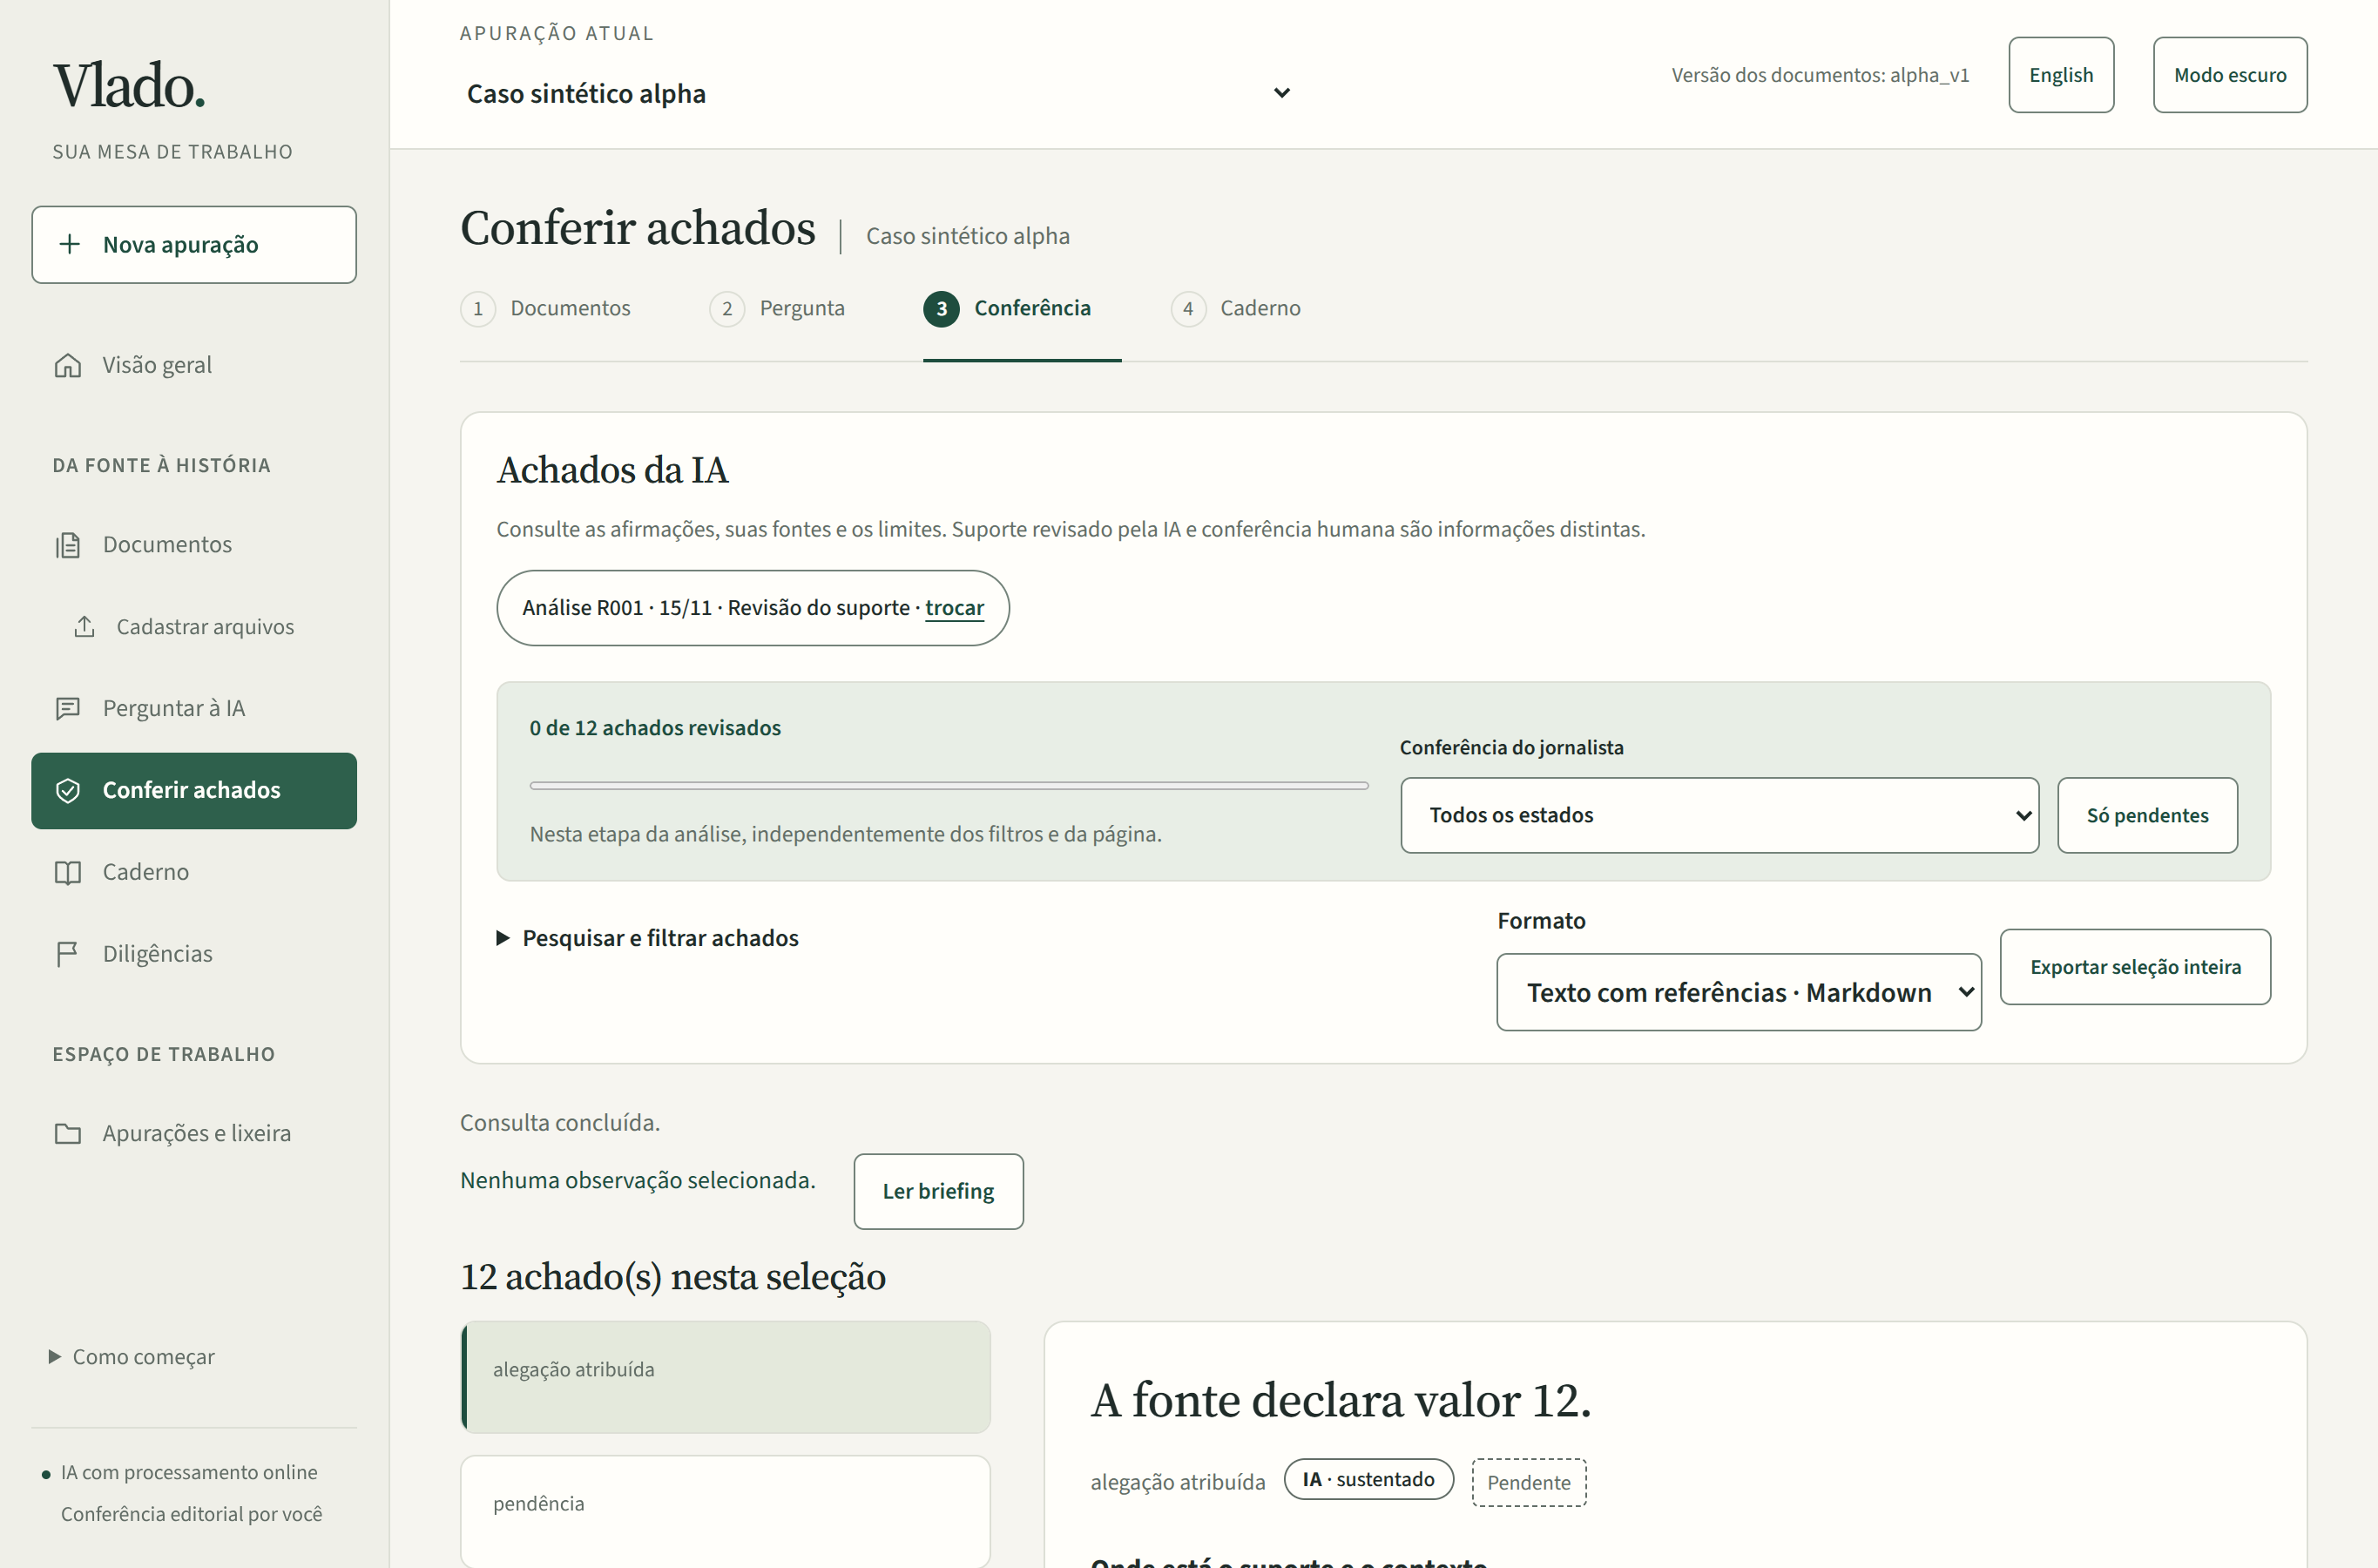 Vlado.
SUA MESA DE TRABALHO
Nova apuração
Visão geral
DA FONTE À HISTÓRIA
Documentos
Cadastrar arquivos
Perguntar à IA
Conferir achados
Caderno
Diligências
ESPAÇO DE TRABALHO
Apurações e lixeira
Como começar
IA com processamento online
Conferência editorial por você
APURAÇÃO ATUAL
Caso sintético alpha
Versão dos documentos: alpha_v1
English
Modo escuro
Conferir achados
Caso sintético alpha
1 Documentos
2 Pergunta
3 Conferência
4 Caderno
Achados da IA
Consulte as afirmações, suas fontes e os limites. Suporte revisado pela IA e conferência humana são informações distintas.
Análise R001 · 15/11 · Revisão do suporte · trocar
0 de 12 achados revisados
Nesta etapa da análise, independentemente dos filtros e da página.
Conferência do jornalista
Todos os estados
Só pendentes
Pesquisar e filtrar achados
Formato
Texto com referências · Markdown
Exportar seleção inteira
Consulta concluída.
Nenhuma observação selecionada.
Ler briefing
12 achado(s) nesta seleção
alegação atribuída
pendência
A fonte declara valor 12.
alegação atribuída
IA · sustentado
Pendente
Onde está o suporte e o contexto